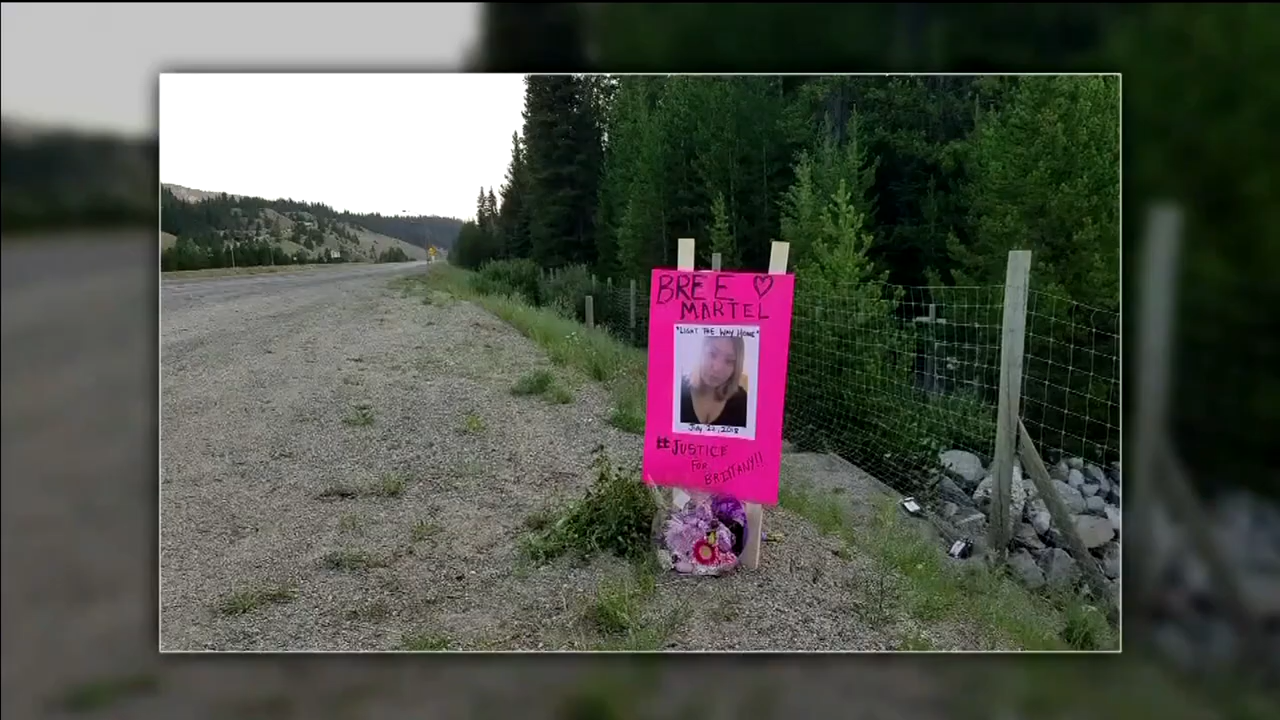 BREE ♡
MARTEL
"LIGHT THE WAY HOME"
July 22, 2018
#JUSTICE
FOR
BRITTANY!!